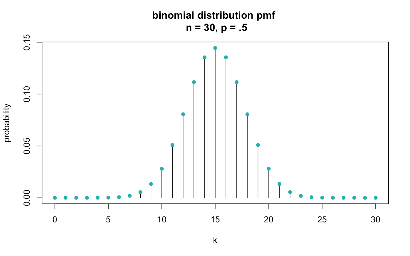 binomial distribution pmf
n = 30, p = .5
probability
0.15
0.10
0.05
0.00
0 5 10 15 20 25 30
k